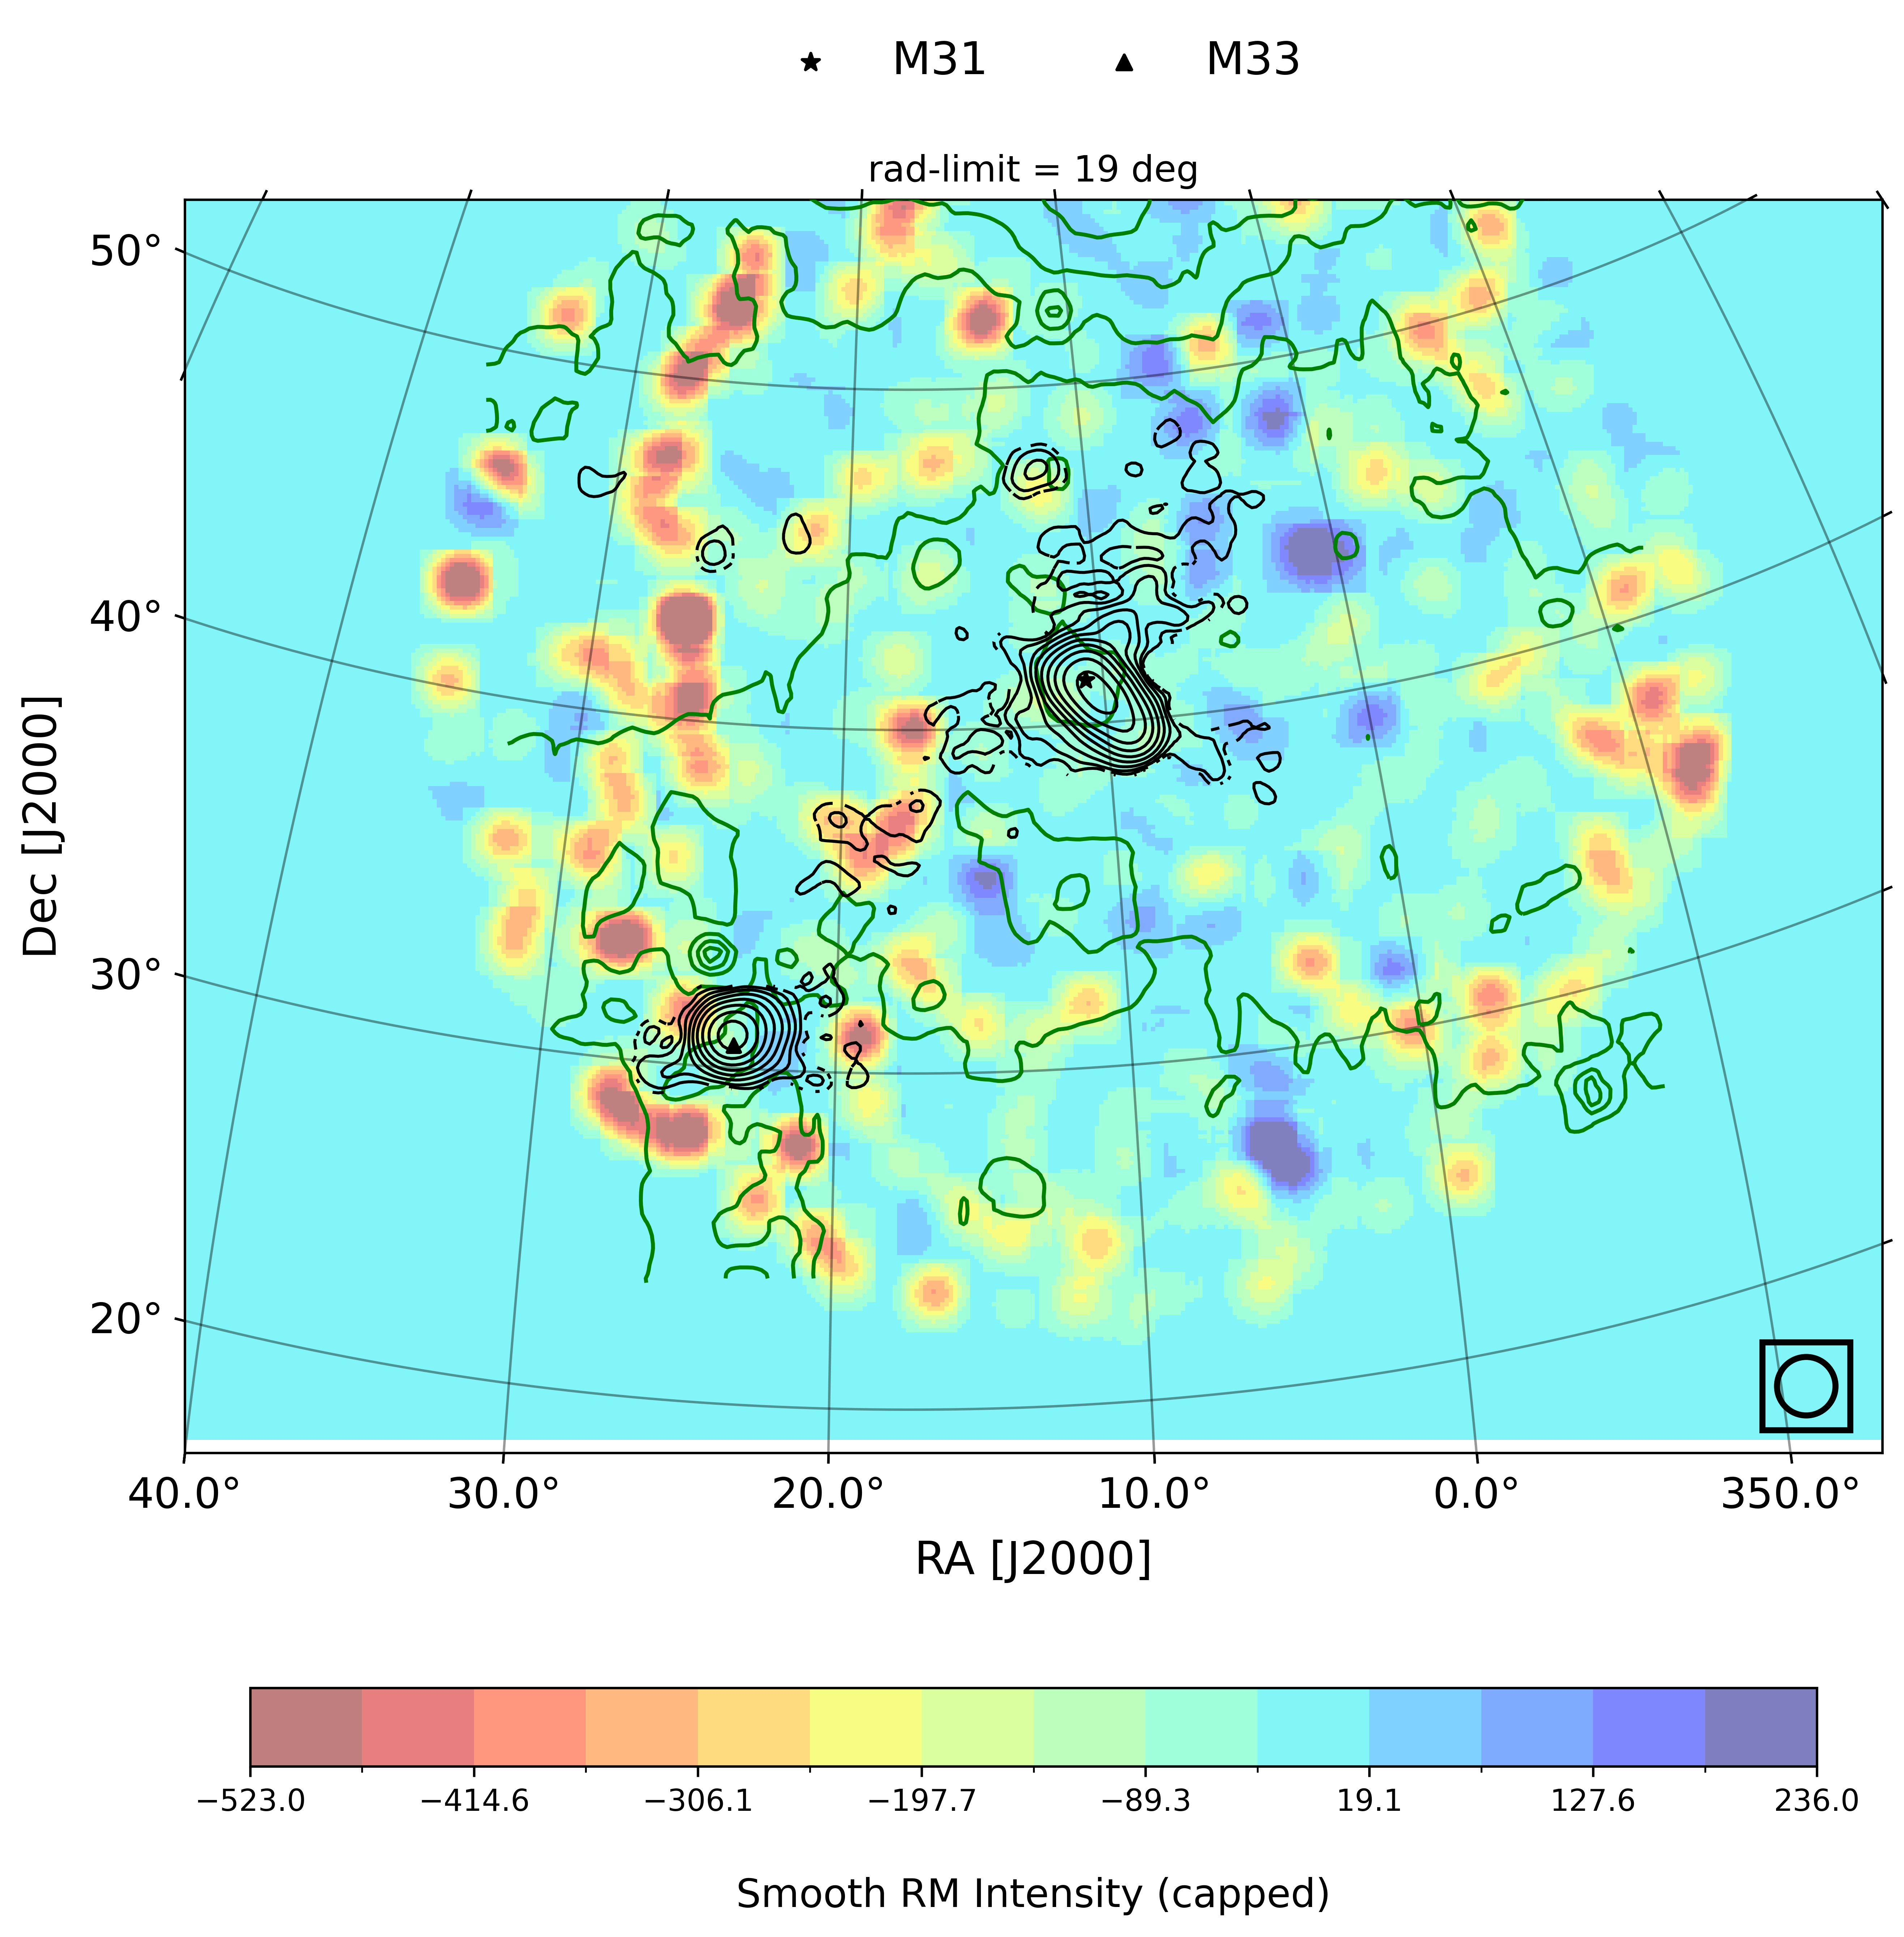 M31 M33
rad-limit = 19 deg
50°
40°
30°
20°
Dec [J2000]
40.0° 30.0° 20.0° 10.0° 0.0° 350.0°
RA [J2000]
−523.0 −414.6 −306.1 −197.7 −89.3 19.1 127.6 236.0
Smooth RM Intensity (capped)